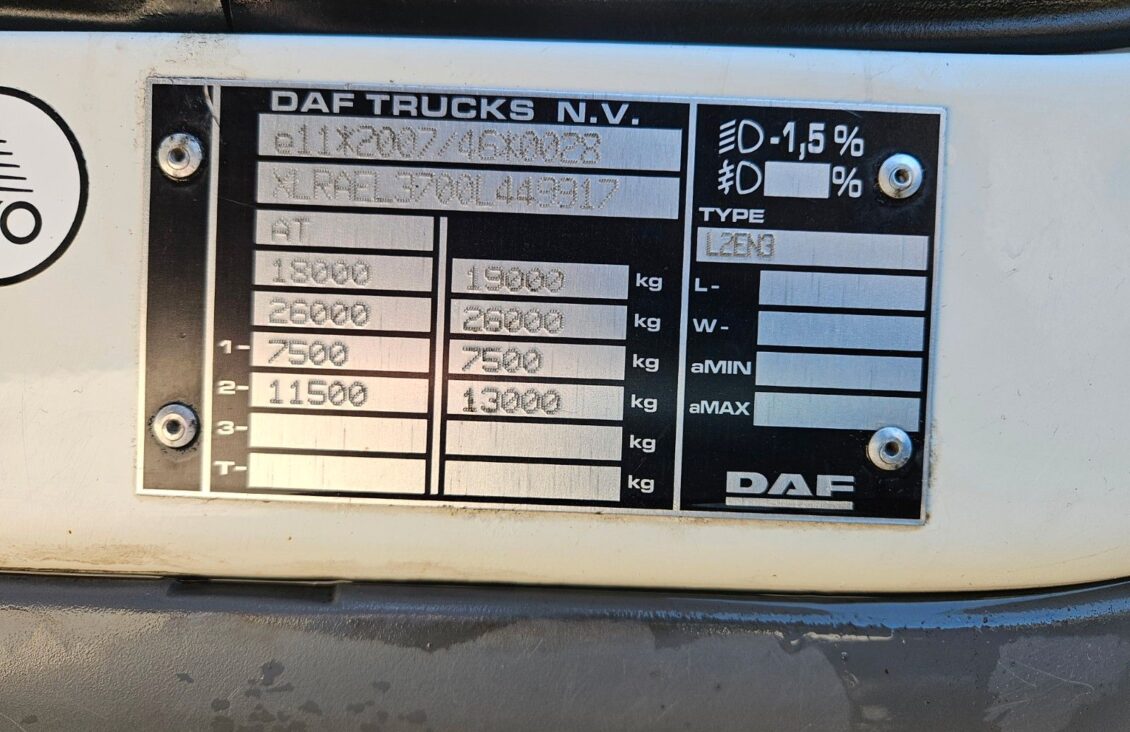 DAF TRUCKS N.V.
e11*2007/46*0028
XLRAEL3700L449917
AT
18000 19000 kg
26000 26000 kg
1- 7500 7500 kg
2- 11500 13000 kg
3- kg
T- kg
-1,5 %
%
TYPE
L2EN3
L-
W-
aMIN
aMAX
DAF